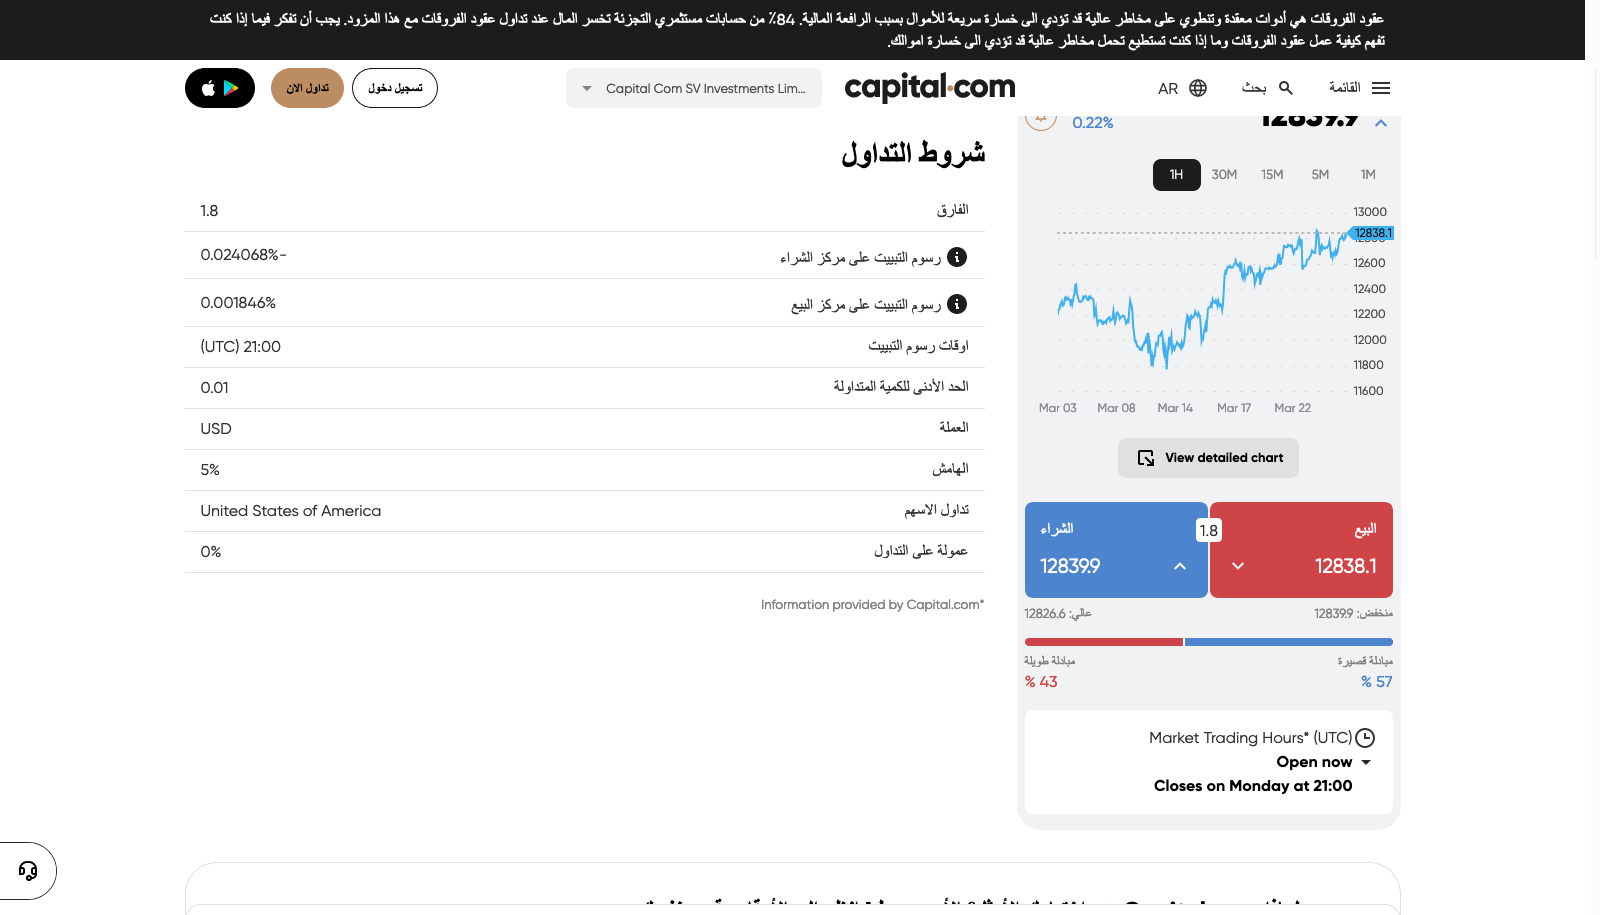 عقود الفروقات هي أدوات معقدة وتنطوي على مخاطر عالية قد تؤدي الى خسارة سريعة للأموال بسبب الرافعة المالية. 84٪ من حسابات مستثمري التجزئة تخسر المال عند تداول عقود الفروقات مع هذا المزود. يجب أن تفكر فيما إذا كنت
تفهم كيفية عمل عقود الفروقات وما إذا كنت تستطيع تحمل مخاطر عالية قد تؤدي الى خسارة اموالك.
القائمة
بحث
AR
capital.com
Capital Com SV Investments Lim...
تسجيل دخول
تداول الان
12839.9
0.22%
1H 30M 15M 5M 1M
13000
12838.1
12600
12400
12200
12000
11800
11600
Mar 03 Mar 08 Mar 14 Mar 17 Mar 22
View detailed chart
البيع
12838.1
1.8
الشراء
12839.9
منخفض: 12839.9
عالي: 12826.6
مبادلة قصيرة
% 57
مبادلة طويلة
% 43
Market Trading Hours* (UTC)
Open now
Closes on Monday at 21:00
شروط التداول
الفارق 1.8
رسوم التبييت على مركز الشراء 0.024068%-
رسوم التبييت على مركز البيع 0.001846%
اوقات رسوم التبييت 21:00 (UTC)
الحد الأدنى للكمية المتداولة 0.01
العملة USD
الهامش 5%
تداول الاسهم United States of America
عمولة على التداول 0%
Information provided by Capital.com*